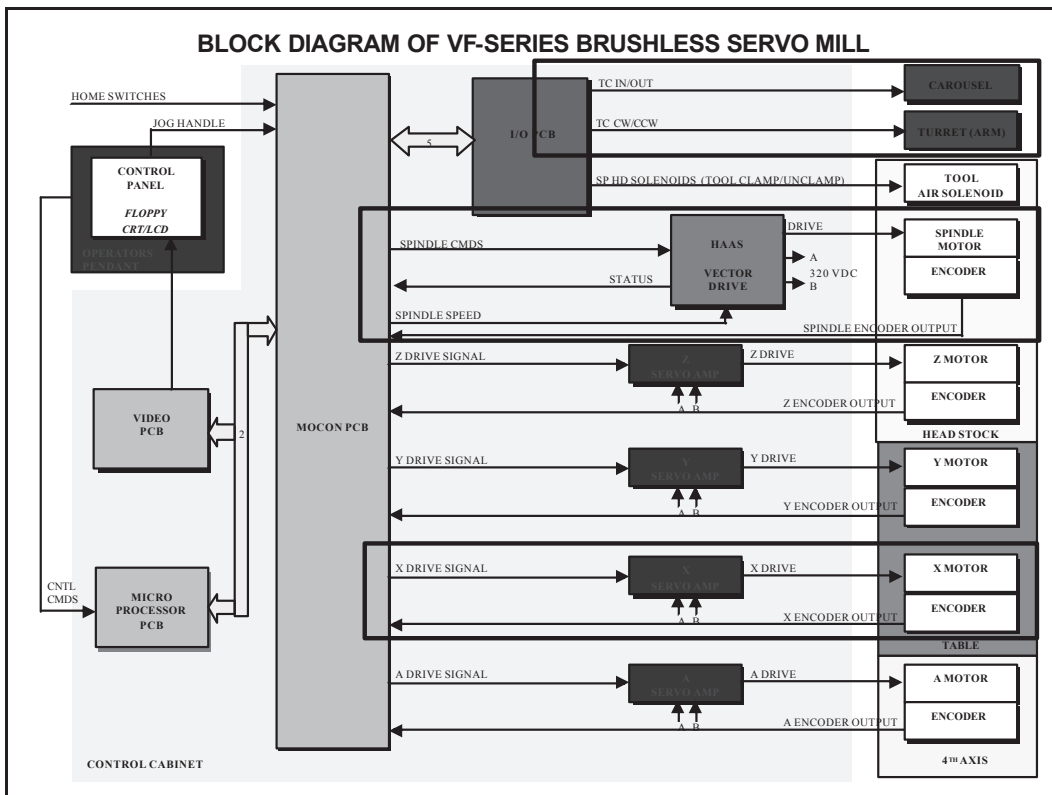 BLOCK DIAGRAM OF VF-SERIES BRUSHLESS SERVO MILL
HOME SWITCHES
JOG HANDLE
CONTROL
PANEL
FLOPPY
CRT/LCD
OPERATORS
PENDANT
VIDEO
PCB
2
CNTL
CMDS
MICRO
PROCESSOR
PCB
CONTROL CABINET
MOCON PCB
5
I/O PCB
TC IN/OUT
CAROUSEL
TC CW/CCW
TURRET (ARM)
SP HD SOLENOIDS (TOOL CLAMP/UNCLAMP)
TOOL
AIR SOLENOID
SPINDLE CMDS
HAAS
VECTOR
DRIVE
DRIVE
A
320 VDC
B
SPINDLE
MOTOR
ENCODER
STATUS
SPINDLE SPEED
SPINDLE ENCODER OUTPUT
Z DRIVE SIGNAL
Z
SERVO AMP
Z DRIVE
Z MOTOR
A B
Z ENCODER OUTPUT
ENCODER
HEAD STOCK
Y DRIVE SIGNAL
Y
SERVO AMP
Y DRIVE
Y MOTOR
A B
Y ENCODER OUTPUT
ENCODER
X DRIVE SIGNAL
X
SERVO AMP
X DRIVE
X MOTOR
A B
X ENCODER OUTPUT
ENCODER
TABLE
A DRIVE SIGNAL
A
SERVO AMP
A DRIVE
A MOTOR
A B
A ENCODER OUTPUT
ENCODER
4TH AXIS